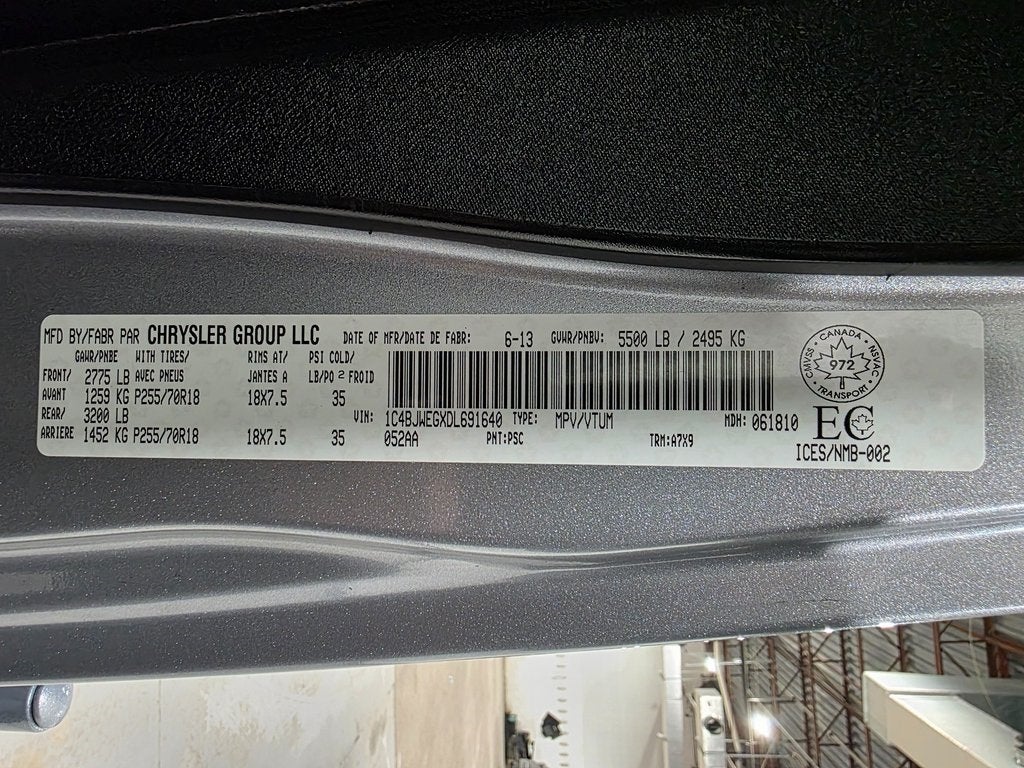 MFD BY/FABR PAR CHRYSLER GROUP LLC DATE OF MFR/DATE DE FABR: 6-13 GVWR/PNBV: 5500 LB / 2495 KG
GAWR/PNBE WITH TIRES/ RIMS AT/ PSI COLD/
FRONT/ 2775 LB AVEC PNEUS JANTES A LB/PO² FROID
AVANT 1259 KG P255/70R18 18X7.5 35
REAR/ 3200 LB VIN: 1C4BJWEGXDL691640 TYPE: MPV/VTUM MDH: 061810
ARRIERE 1452 KG P255/70R18 18X7.5 35 052AA PNT:PSC TRM:A7X9
CANADA
CMVSS 972 NSVAC
TRANSPORT
EC
ICES/NMB-002